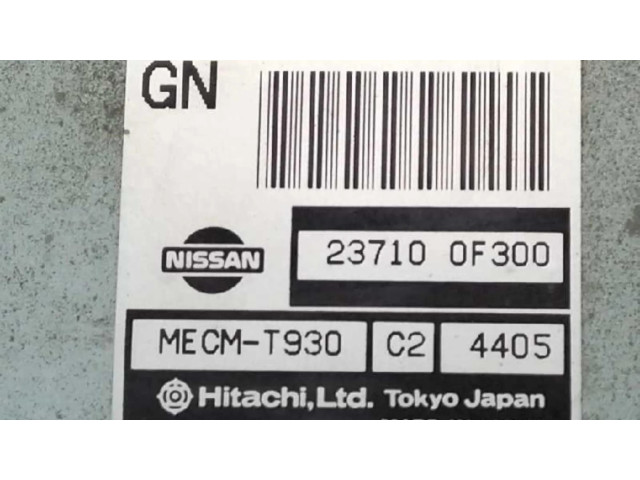 GN
NISSAN
23710 0F300
MECM-T930 C2 4405
Hitachi, Ltd. Tokyo Japan